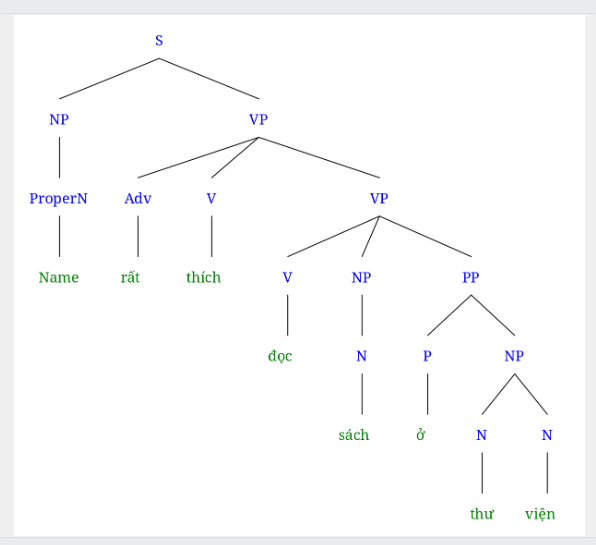 S
NP VP
ProperN Adv V VP
Name rất thích V NP PP
đọc N P NP
sách ở N N
thư viện